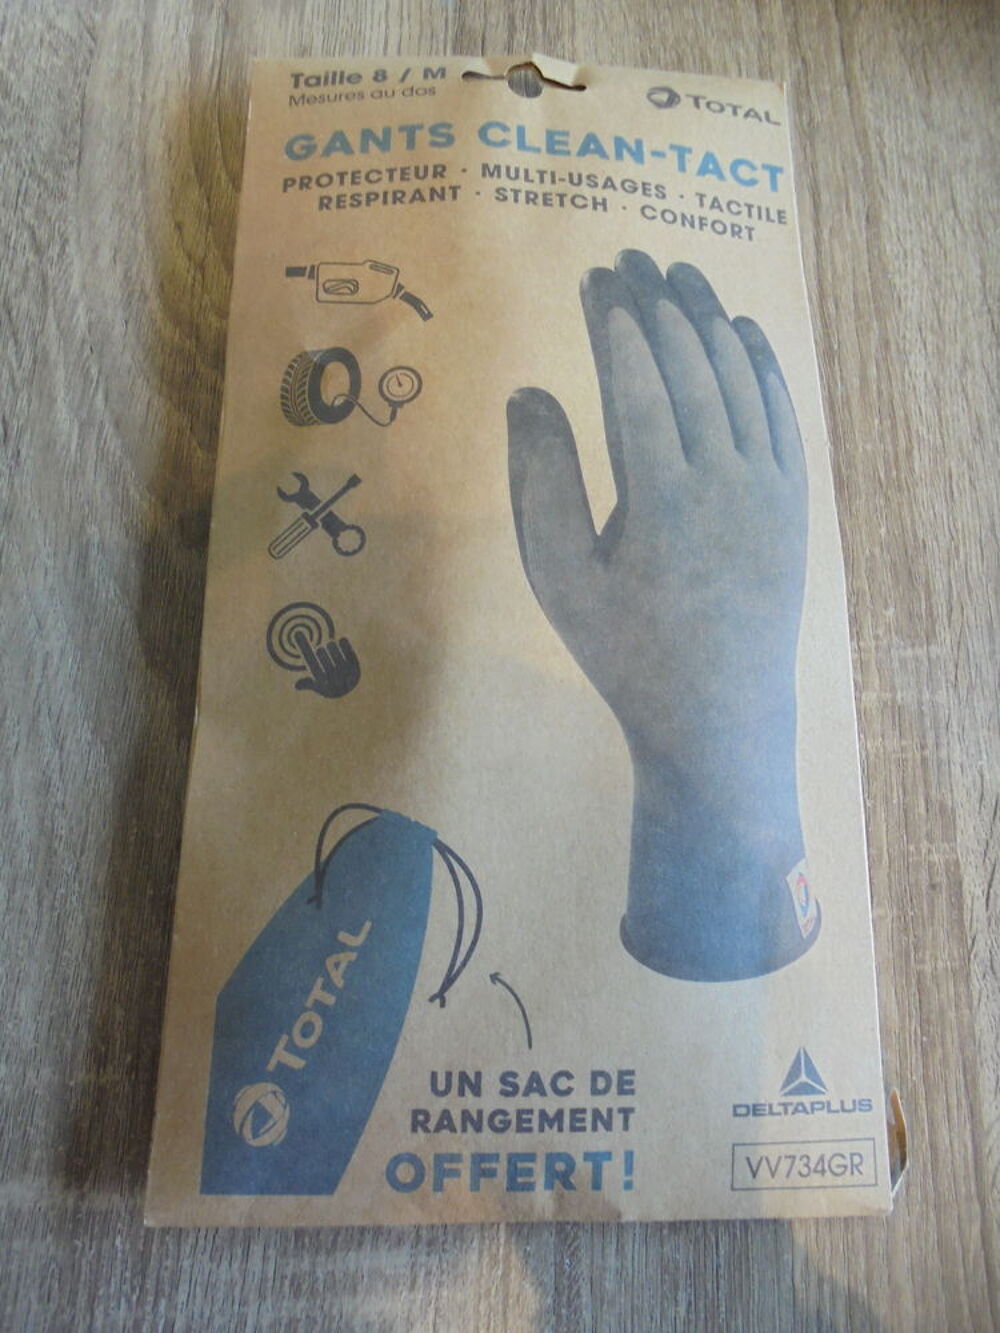 Taille 8 / M
Mesures au dos
TOTAL
GANTS CLEAN-TACT
PROTECTEUR · MULTI-USAGES · TACTILE
RESPIRANT · STRETCH · CONFORT
TOTAL
UN SAC DE
RANGEMENT
OFFERT!
DELTAPLUS
VV734GR